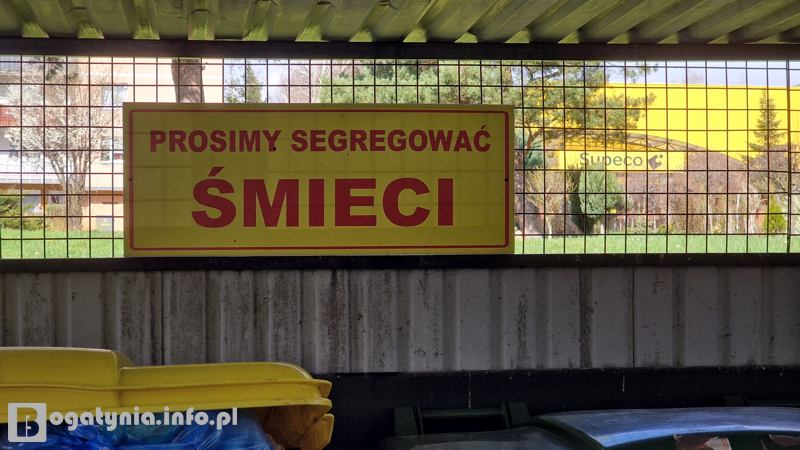 PROSIMY SEGREGOWAĆ
ŚMIECI
Supeco
Bogatynia.info.pl